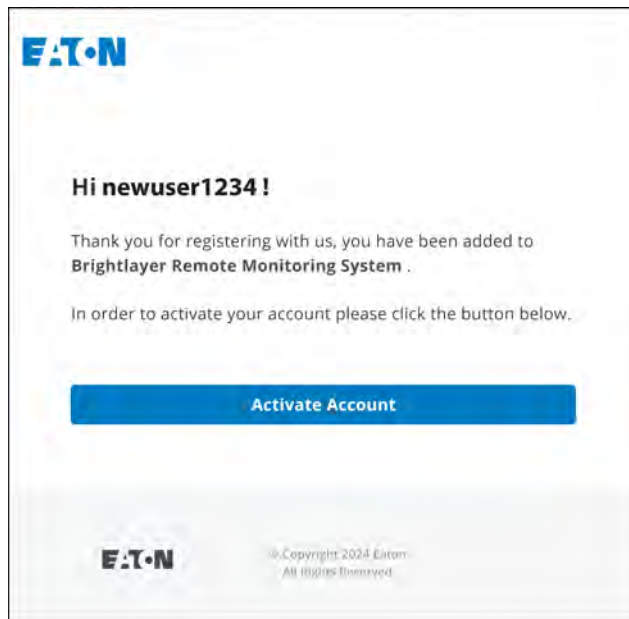 EATON
Hi newuser1234 !
Thank you for registering with us, you have been added to
Brightlayer Remote Monitoring System .
In order to activate your account please click the button below.
Activate Account
EATON
© Copyright 2024 Eaton
All Rights Reserved